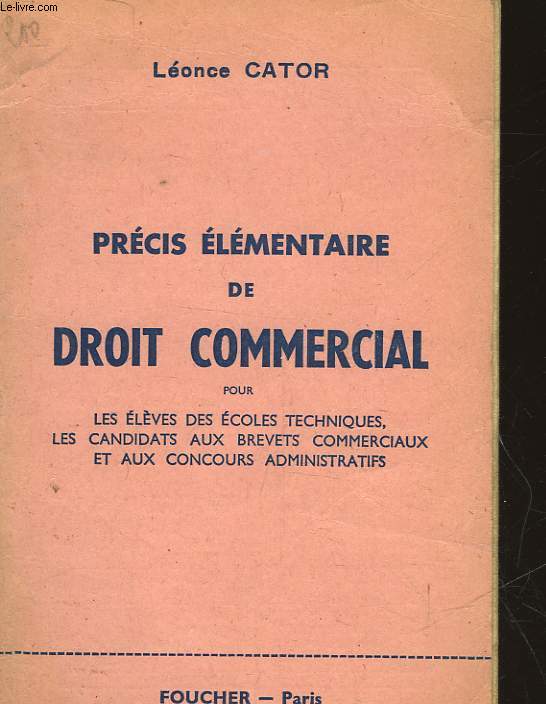 Le-livre.com
Léonce CATOR
PRÉCIS ÉLÉMENTAIRE
DE
DROIT COMMERCIAL
POUR
LES ÉLÈVES DES ÉCOLES TECHNIQUES,
LES CANDIDATS AUX BREVETS COMMERCIAUX
ET AUX CONCOURS ADMINISTRATIFS
FOUCHER — Paris